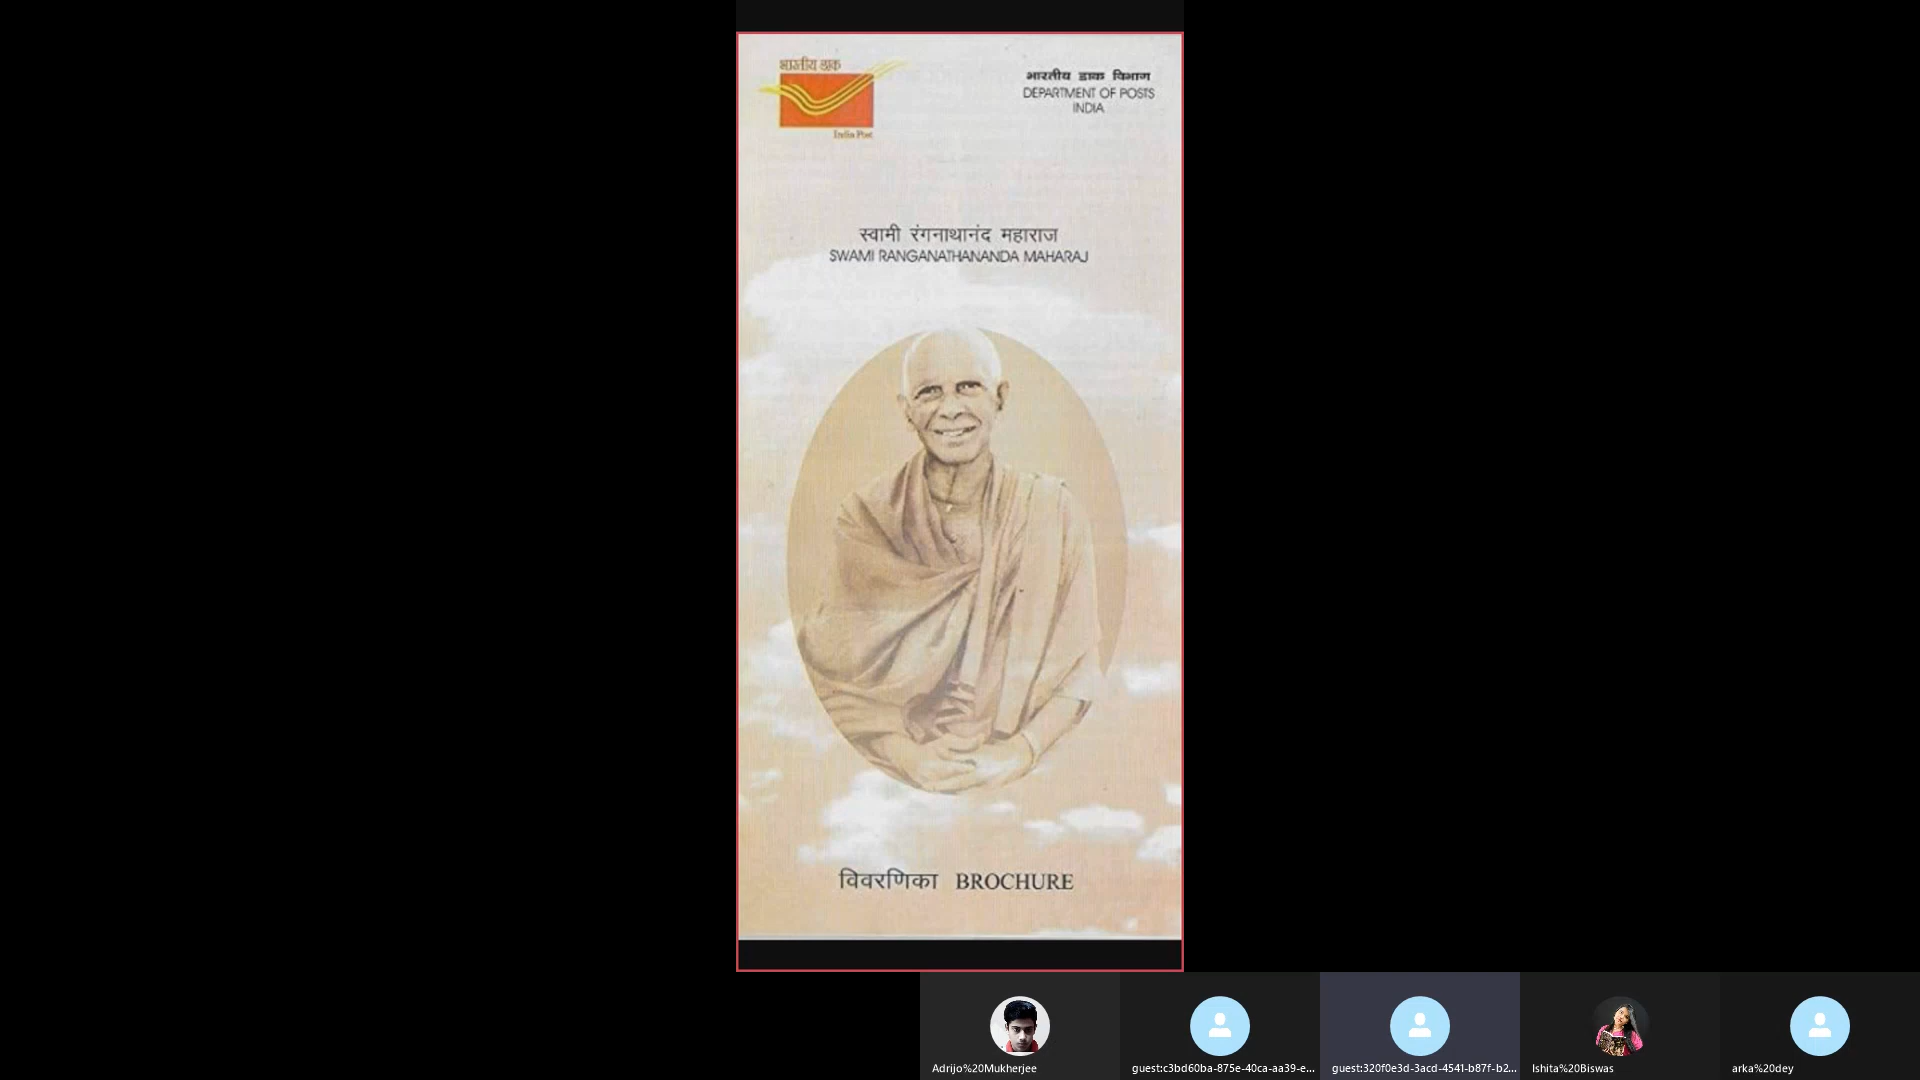 भारतीय डाक
India Post
भारतीय डाक विभाग
DEPARTMENT OF POSTS
INDIA
स्वामी रंगनाथानंद महाराज
SWAMI RANGANATHANANDA MAHARAJ
विवरणिका BROCHURE
Adrijo%20Mukherjee
guest:c3bd60ba-875e-40ca-aa39-e...
guest:320f0e3d-3acd-4541-b87f-b2...
Ishita%20Biswas
arka%20dey